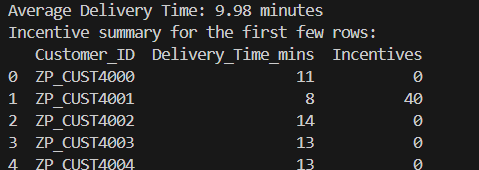 Average Delivery Time: 9.98 minutes
Incentive summary for the first few rows:
Customer_ID Delivery_Time_mins Incentives
0 ZP_CUST4000 11 0
1 ZP_CUST4001 8 40
2 ZP_CUST4002 14 0
3 ZP_CUST4003 13 0
4 ZP_CUST4004 13 0